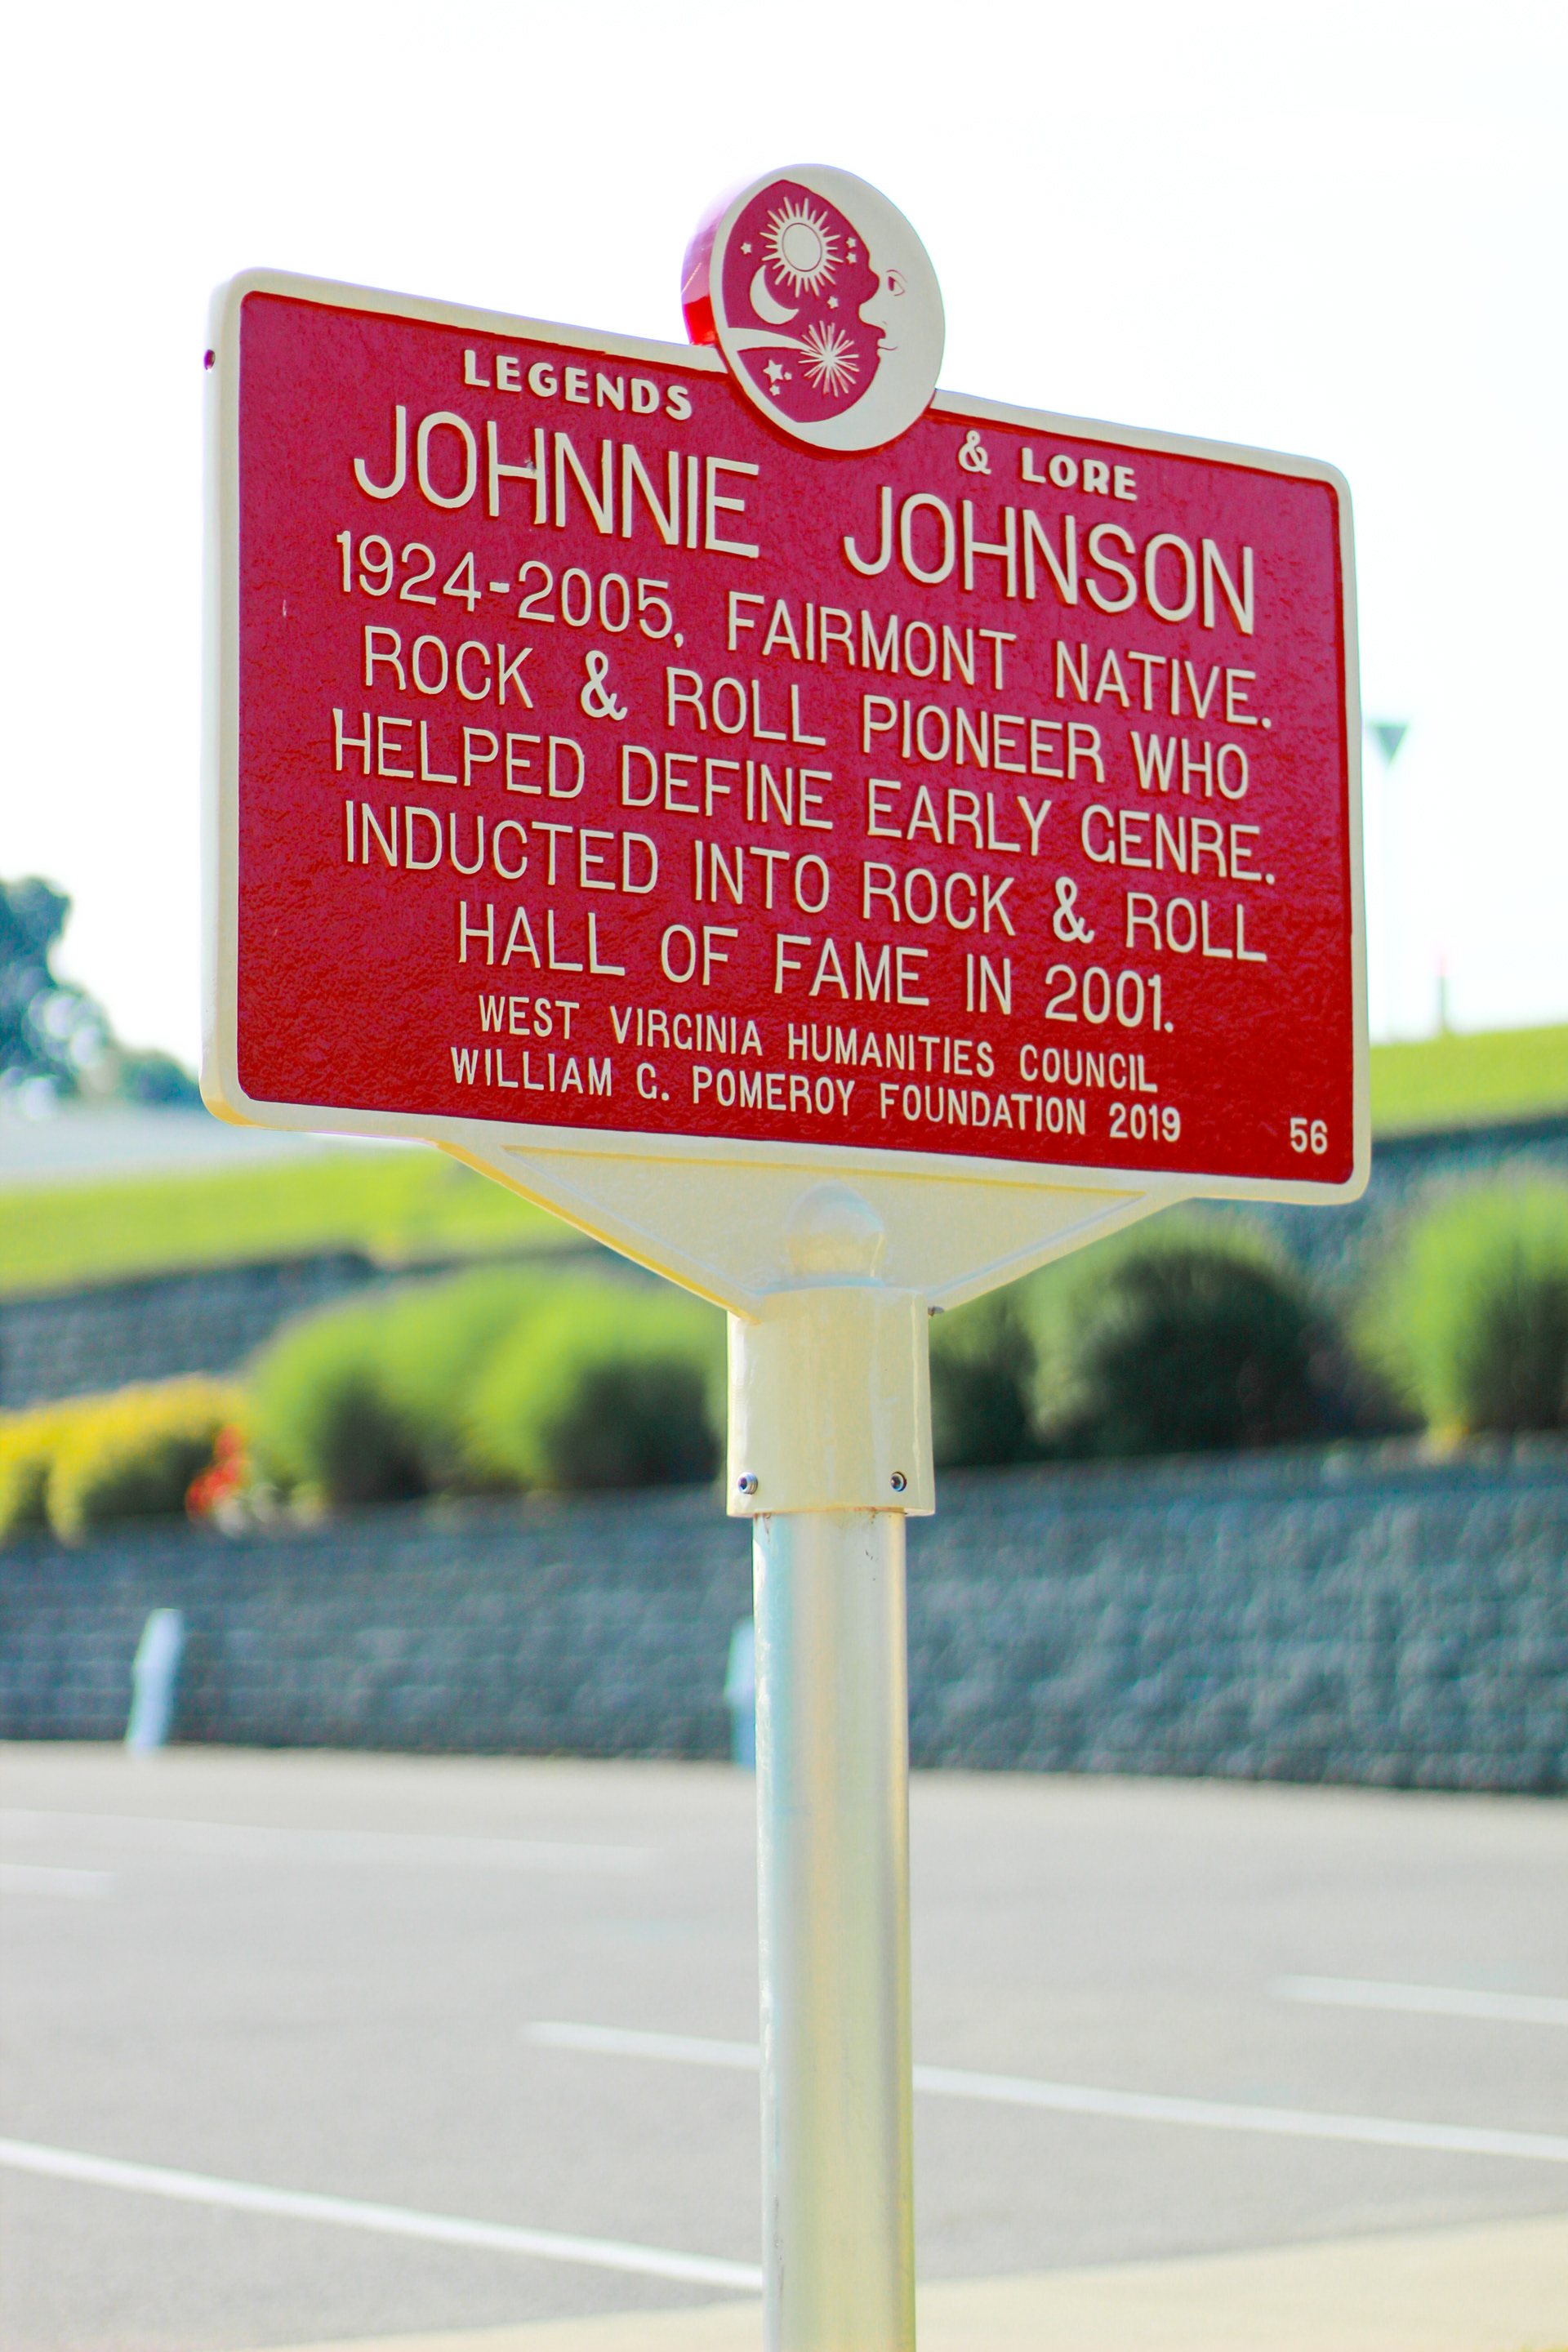 LEGENDS & LORE
JOHNNIE JOHNSON
1924-2005, FAIRMONT NATIVE.
ROCK & ROLL PIONEER WHO
HELPED DEFINE EARLY GENRE.
INDUCTED INTO ROCK & ROLL
HALL OF FAME IN 2001.
WEST VIRGINIA HUMANITIES COUNCIL
WILLIAM G. POMEROY FOUNDATION 2019
56